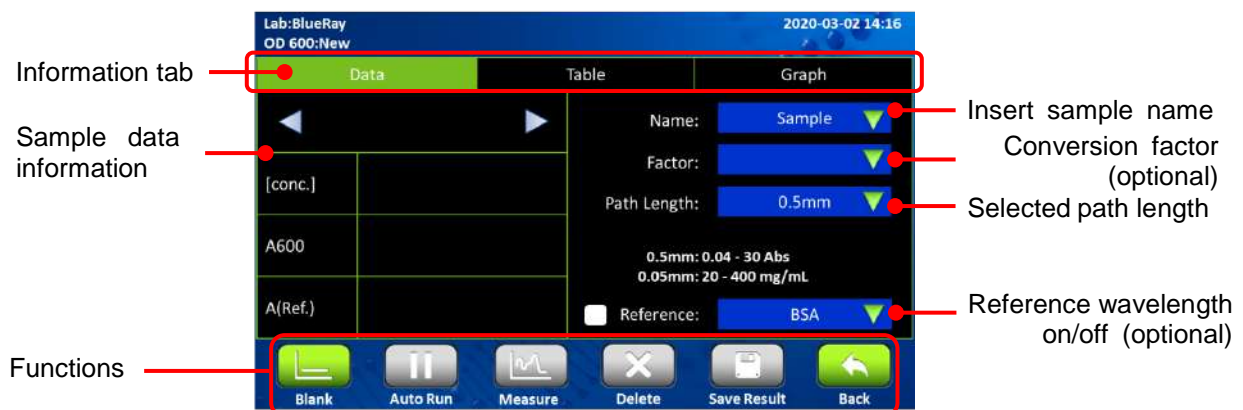 Lab:BlueRay
2020-03-02 14:16
OD 600:New
Information tab
Data
Table
Graph
Sample data
information
Name:
Sample
Insert sample name
Factor:
Conversion factor
(optional)
[conc.]
Path Length:
0.5mm
Selected path length
A600
0.5mm: 0.04 - 30 Abs
0.05mm: 20 - 400 mg/mL
A(Ref.)
Reference:
BSA
Reference wavelength
on/off (optional)
Functions
Blank
Auto Run
Measure
Delete
Save Result
Back